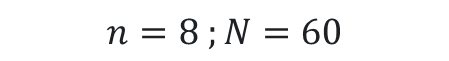 n = 8 ; N = 60